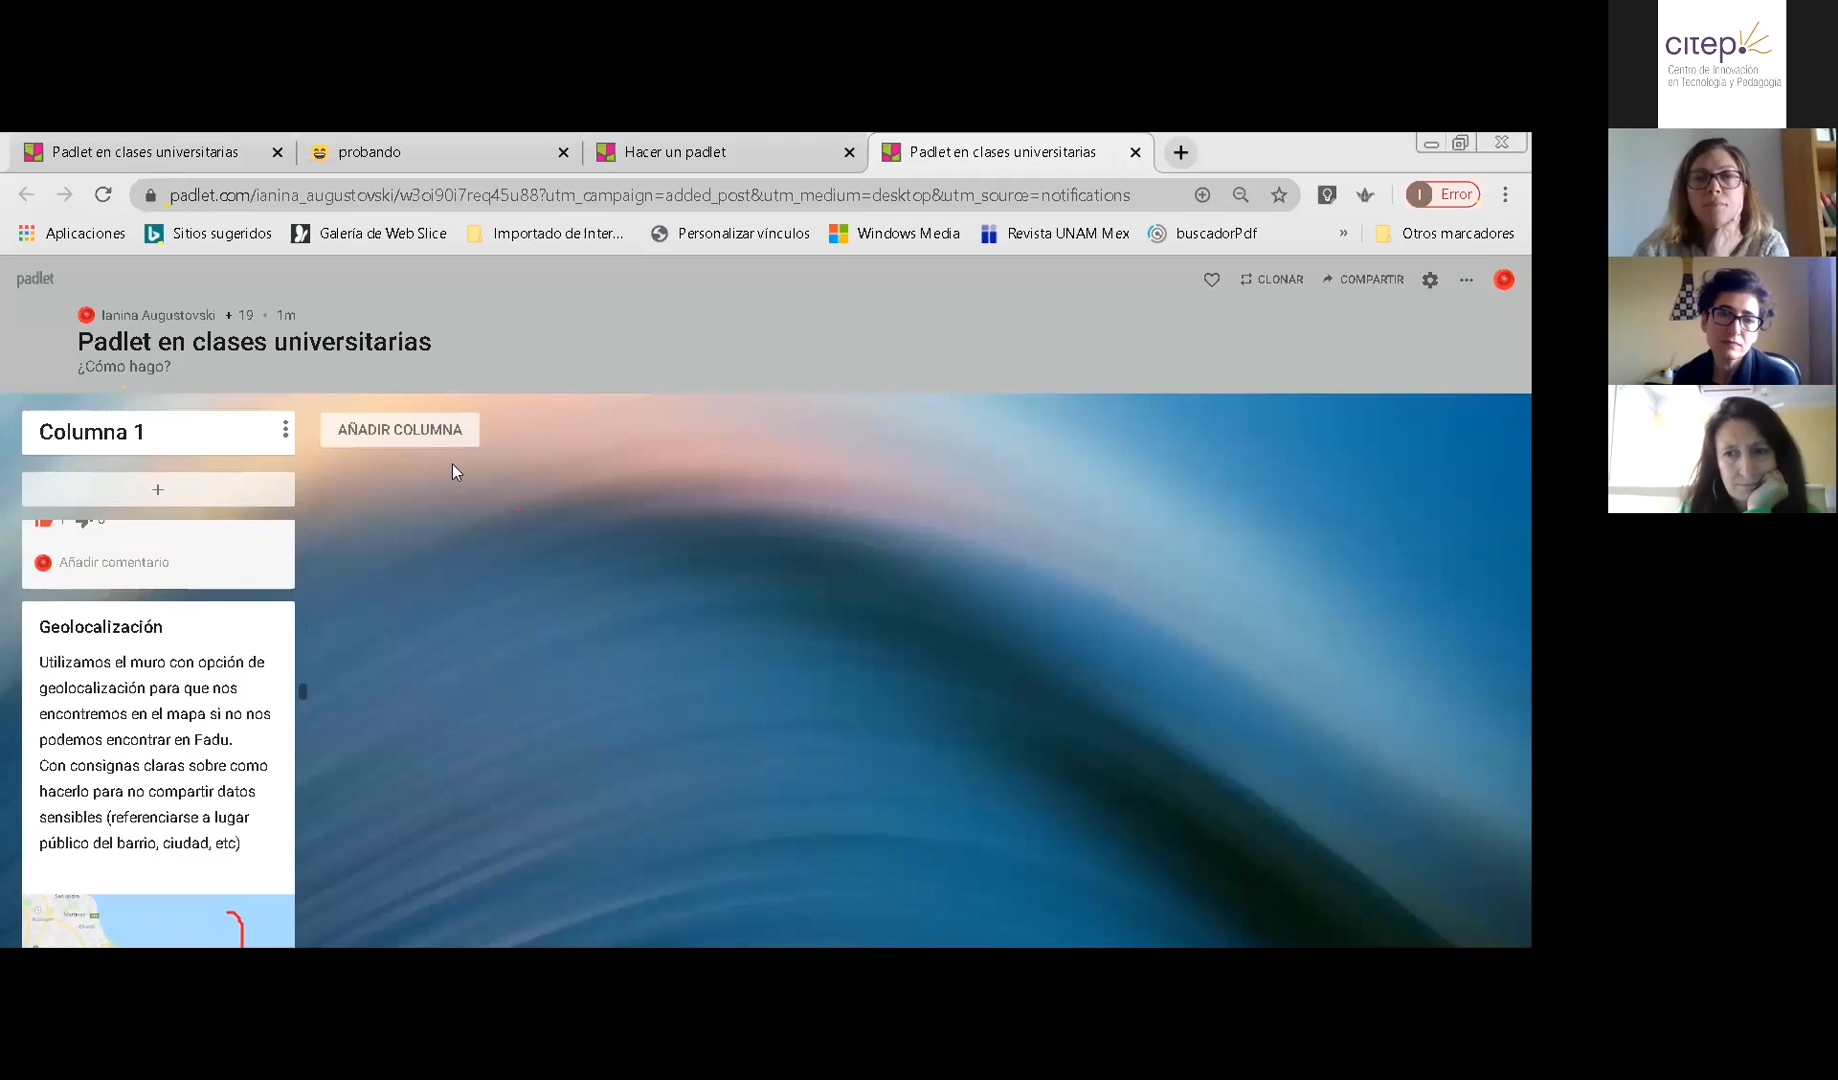 citep
Centro de Innovación
en Tecnología y Pedagogía
Padlet en clases universitarias
probando
Hacer un padlet
Padlet en clases universitarias
padlet.com/ianina_augustovski/w3oi90i7req45u88?utm_campaign=added_post&utm_medium=desktop&utm_source=notifications
I Error
Aplicaciones
Sitios sugeridos
Galería de Web Slice
Importado de Inter...
Personalizar vínculos
Windows Media
Revista UNAM Mex
buscadorPdf
»
Otros marcadores
padlet
CLONAR
COMPARTIR
Ianina Augustovski + 19 • 1m
Padlet en clases universitarias
¿Cómo hago?
Columna 1
AÑADIR COLUMNA
+
Añadir comentario
Geolocalización
Utilizamos el muro con opción de
geolocalización para que nos
encontremos en el mapa si no nos
podemos encontrar en Fadu.
Con consignas claras sobre como
hacerlo para no compartir datos
sensibles (referenciarse a lugar
público del barrio, ciudad, etc)